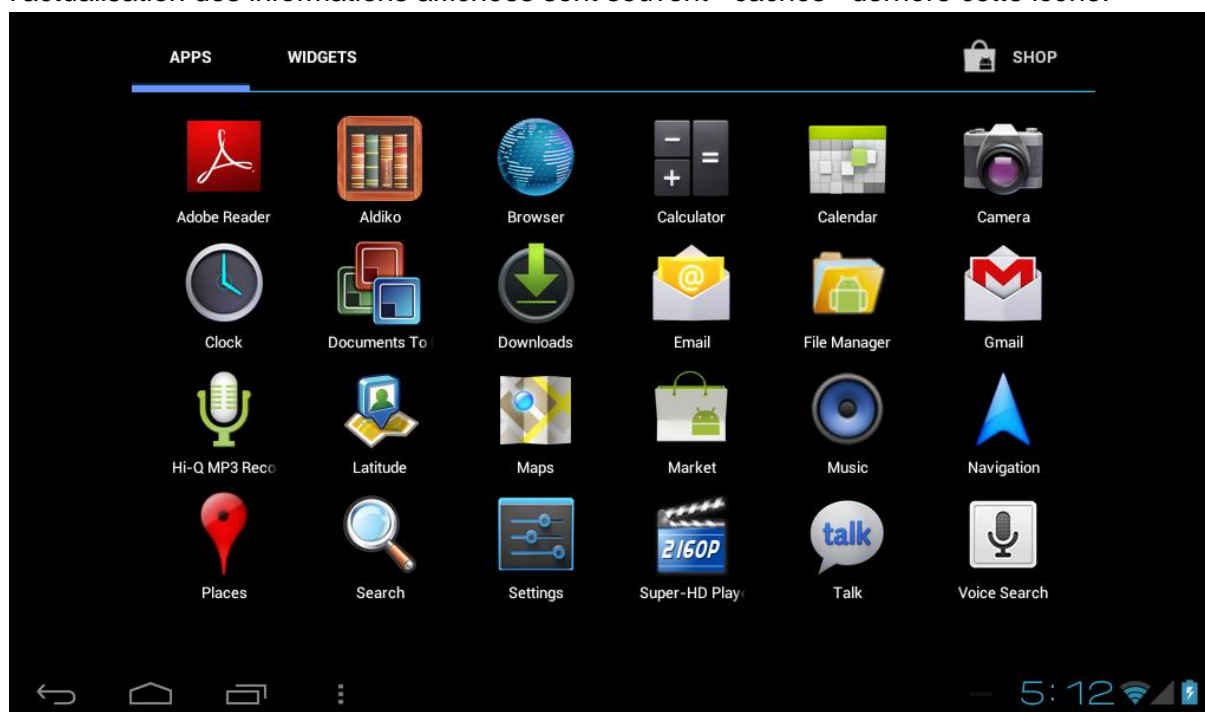 APPS WIDGETS SHOP
Adobe Reader Aldiko Browser Calculator Calendar Camera
Clock Documents To Downloads Email File Manager Gmail
Hi-Q MP3 Reco Latitude Maps Market Music Navigation
2160P talk
Places Search Settings Super-HD Playe Talk Voice Search
5:12